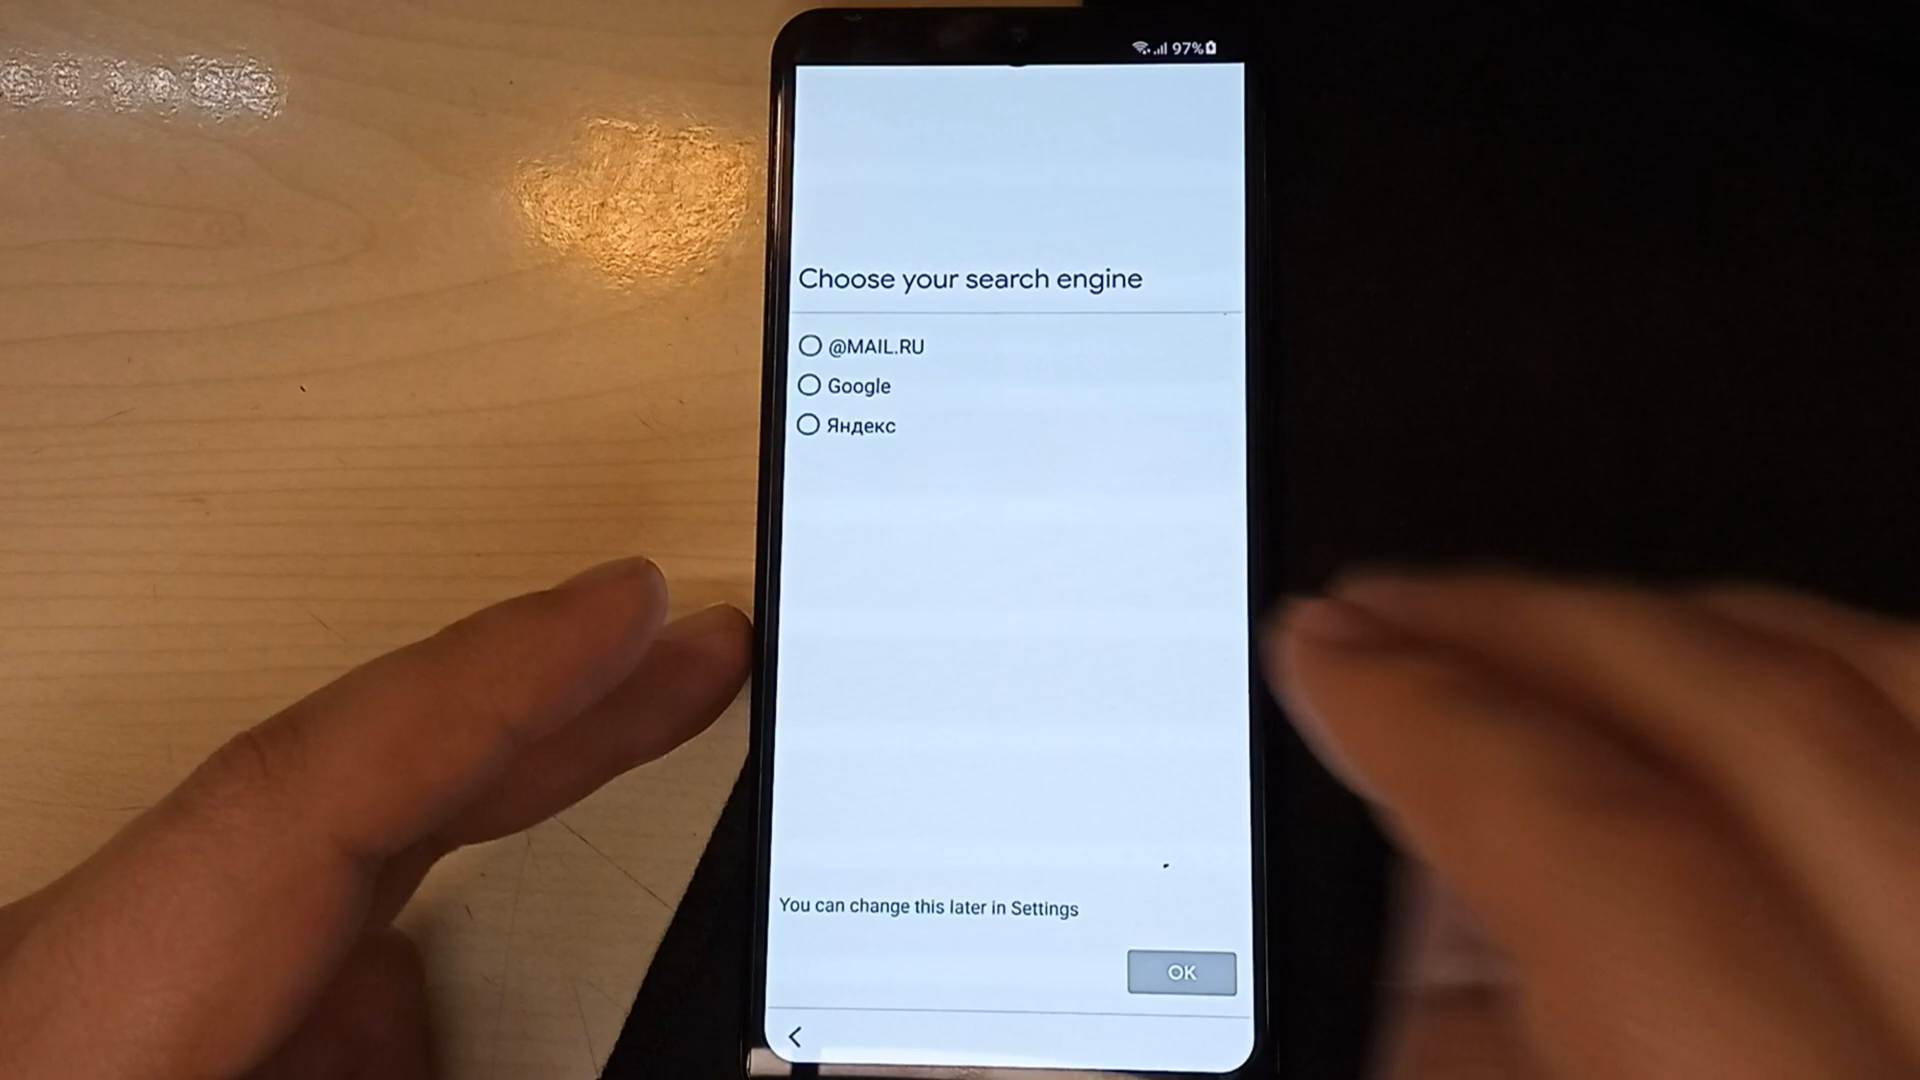 97%
Choose your search engine
@MAIL.RU
Google
Яндекс
You can change this later in Settings
OK